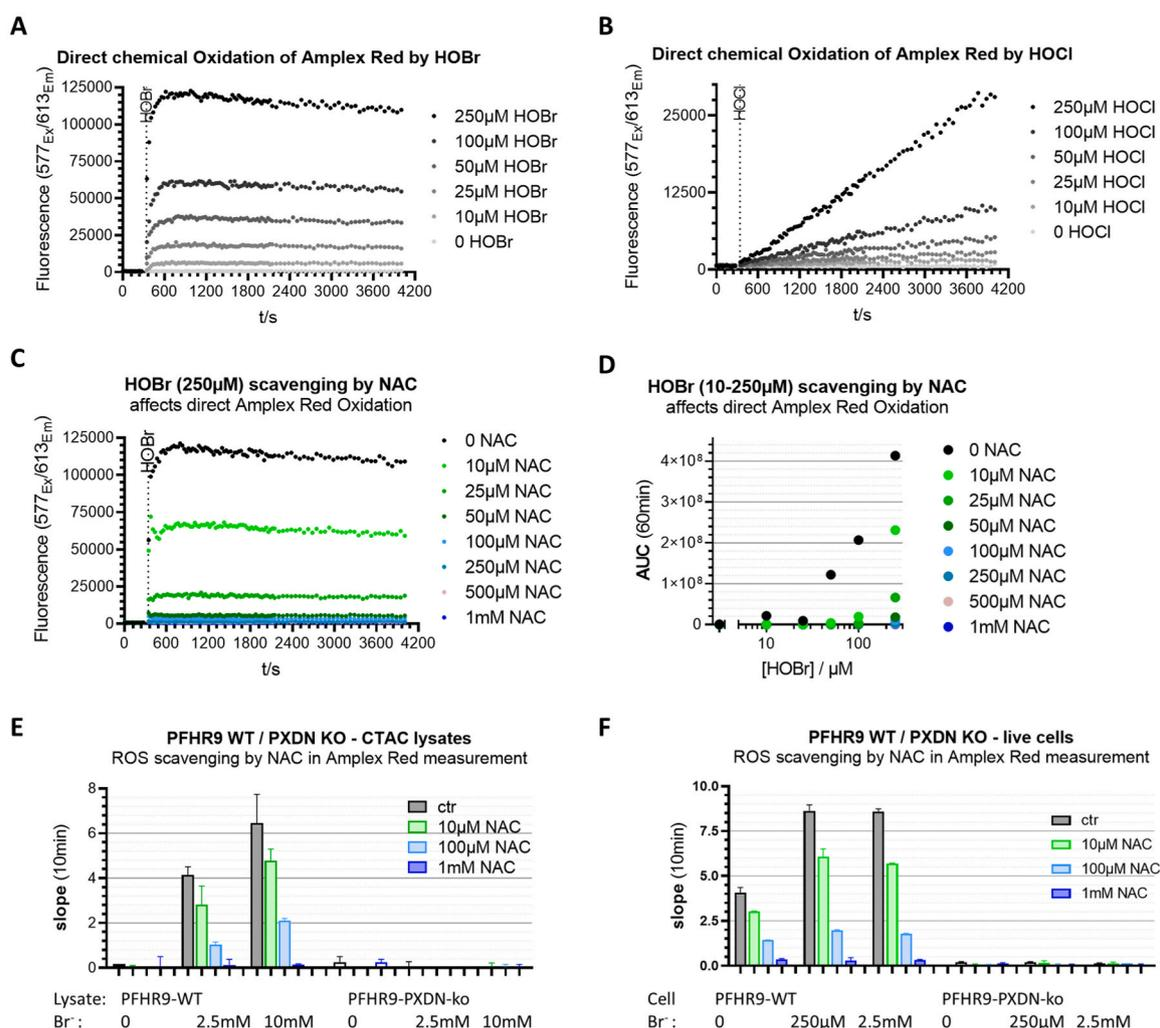 A
Direct chemical Oxidation of Amplex Red by HOBr
Fluorescence (577Ex/613Em)
125000
100000
75000
50000
25000
0
HOBr
0 600 1200 1800 2400 3000 3600 4200
t/s
250µM HOBr
100µM HOBr
50µM HOBr
25µM HOBr
10µM HOBr
0 HOBr
B
Direct chemical Oxidation of Amplex Red by HOCl
Fluorescence (577Ex/613Em)
25000
12500
0
HOCl
0 600 1200 1800 2400 3000 3600 4200
t/s
250µM HOCl
100µM HOCl
50µM HOCl
25µM HOCl
10µM HOCl
0 HOCl
C
HOBr (250µM) scavenging by NAC
affects direct Amplex Red Oxidation
Fluorescence (577Ex/613Em)
125000
100000
75000
50000
25000
0
HOBr
0 600 1200 1800 2400 3000 3600 4200
t/s
0 NAC
10µM NAC
25µM NAC
50µM NAC
100µM NAC
250µM NAC
500µM NAC
1mM NAC
D
HOBr (10-250µM) scavenging by NAC
affects direct Amplex Red Oxidation
AUC (60min)
4×10⁸
3×10⁸
2×10⁸
1×10⁸
0
10 100
[HOBr] / µM
0 NAC
10µM NAC
25µM NAC
50µM NAC
100µM NAC
250µM NAC
500µM NAC
1mM NAC
E
PFHR9 WT / PXDN KO - CTAC lysates
ROS scavenging by NAC in Amplex Red measurement
slope (10min)
8
6
4
2
0
ctr
10µM NAC
100µM NAC
1mM NAC
Lysate: PFHR9-WT PFHR9-PXDN-ko
Br⁻: 0 2.5mM 10mM 0 2.5mM 10mM
F
PFHR9 WT / PXDN KO - live cells
ROS scavenging by NAC in Amplex Red measurement
slope (10min)
10.0
7.5
5.0
2.5
0.0
ctr
10µM NAC
100µM NAC
1mM NAC
Cell PFHR9-WT PFHR9-PXDN-ko
Br⁻: 0 250µM 2.5mM 0 250µM 2.5mM